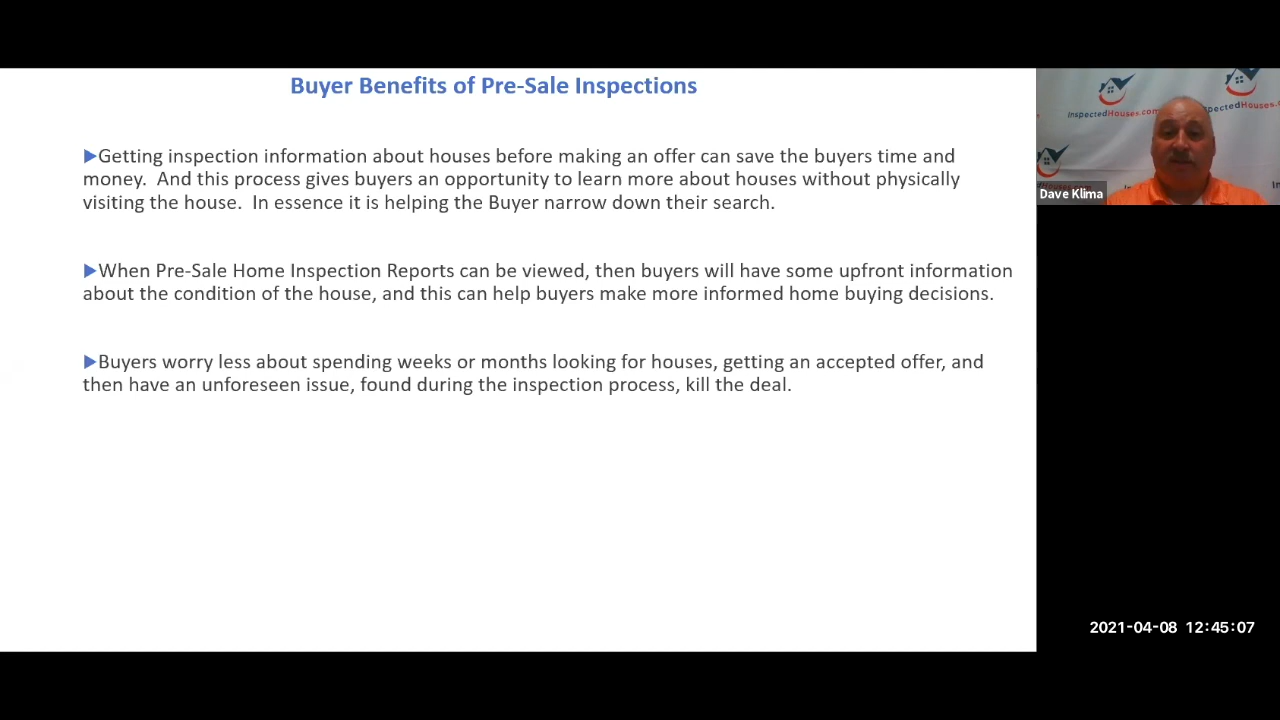 Buyer Benefits of Pre-Sale Inspections
►Getting inspection information about houses before making an offer can save the buyers time and
money.  And this process gives buyers an opportunity to learn more about houses without physically
visiting the house.  In essence it is helping the Buyer narrow down their search.
►When Pre-Sale Home Inspection Reports can be viewed, then buyers will have some upfront information
about the condition of the house, and this can help buyers make more informed home buying decisions.
►Buyers worry less about spending weeks or months looking for houses, getting an accepted offer, and
then have an unforeseen issue, found during the inspection process, kill the deal.
InspectedHouses.com
Dave Klima
2021-04-08 12:45:07